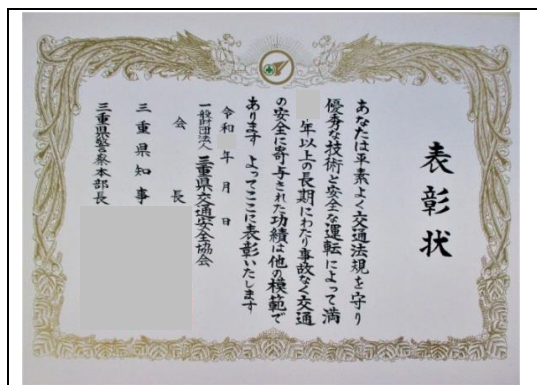 表彰状
あなたは平素よく交通法規を守り
優秀な技術と安全な運転によって満
年以上の長期にわたり事故なく交通
の安全に寄与された功績は他の模範で
あります よってここに表彰いたします
令和 年 月 日
一般財団法人 三重県交通安全協会
会長
三重県知事
三重県警察本部長